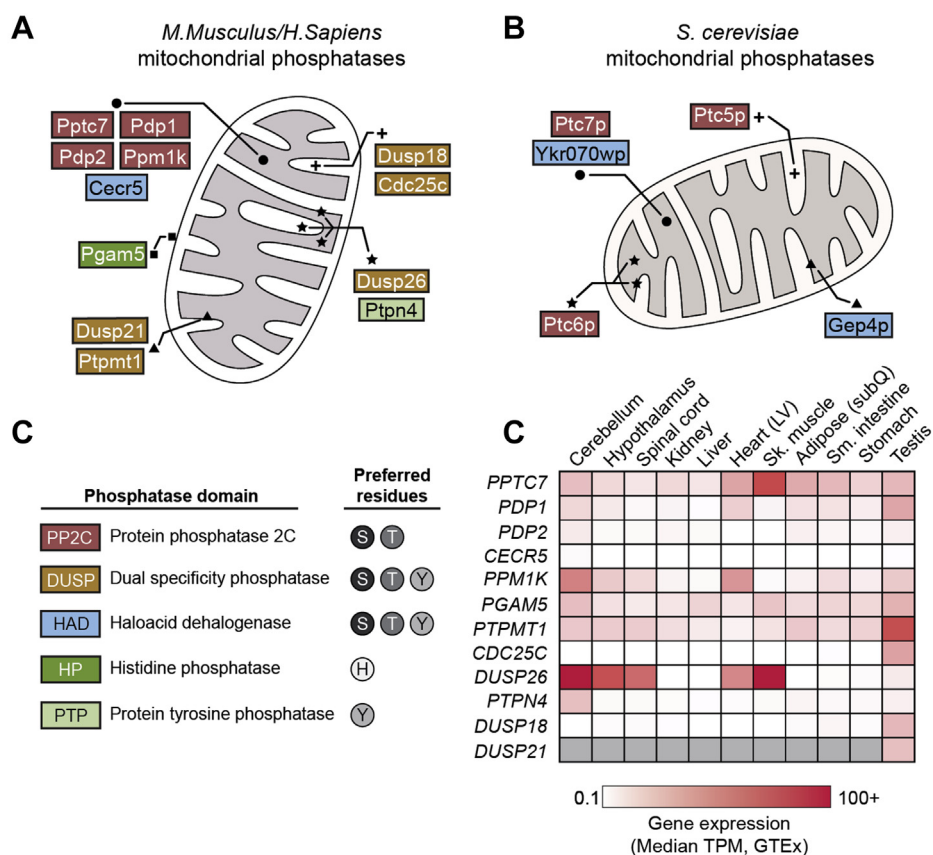 A
M.Musculus/H.Sapiens
mitochondrial phosphatases
Pptc7 Pdp1
Pdp2 Ppm1k
Cecr5
Dusp18
Cdc25c
Pgam5
Dusp26
Ptpn4
Dusp21
Ptpmt1
B
S. cerevisiae
mitochondrial phosphatases
Ptc7p
Ykr070wp
Ptc5p
Ptc6p
Gep4p
C
Phosphatase domain
Preferred
residues
PP2C Protein phosphatase 2C S T
DUSP Dual specificity phosphatase S T Y
HAD Haloacid dehalogenase S T Y
HP Histidine phosphatase H
PTP Protein tyrosine phosphatase Y
C
Cerebellum
Hypothalamus
Spinal cord
Kidney
Liver
Heart (LV)
Sk. muscle
Adipose (subQ)
Sm. intestine
Stomach
Testis
PPTC7
PDP1
PDP2
CECR5
PPM1K
PGAM5
PTPMT1
CDC25C
DUSP26
PTPN4
DUSP18
DUSP21
0.1 100+
Gene expression
(Median TPM, GTEx)